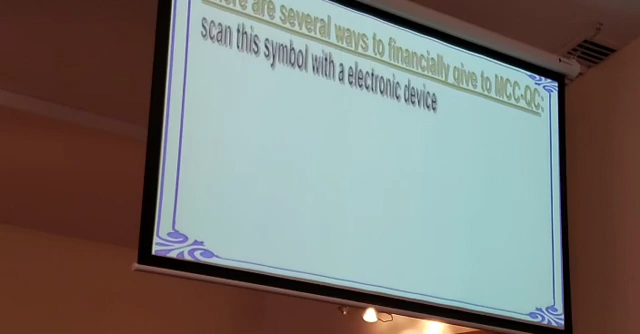 are several ways to financially give to MCC-QC:
scan this symbol with a electronic device